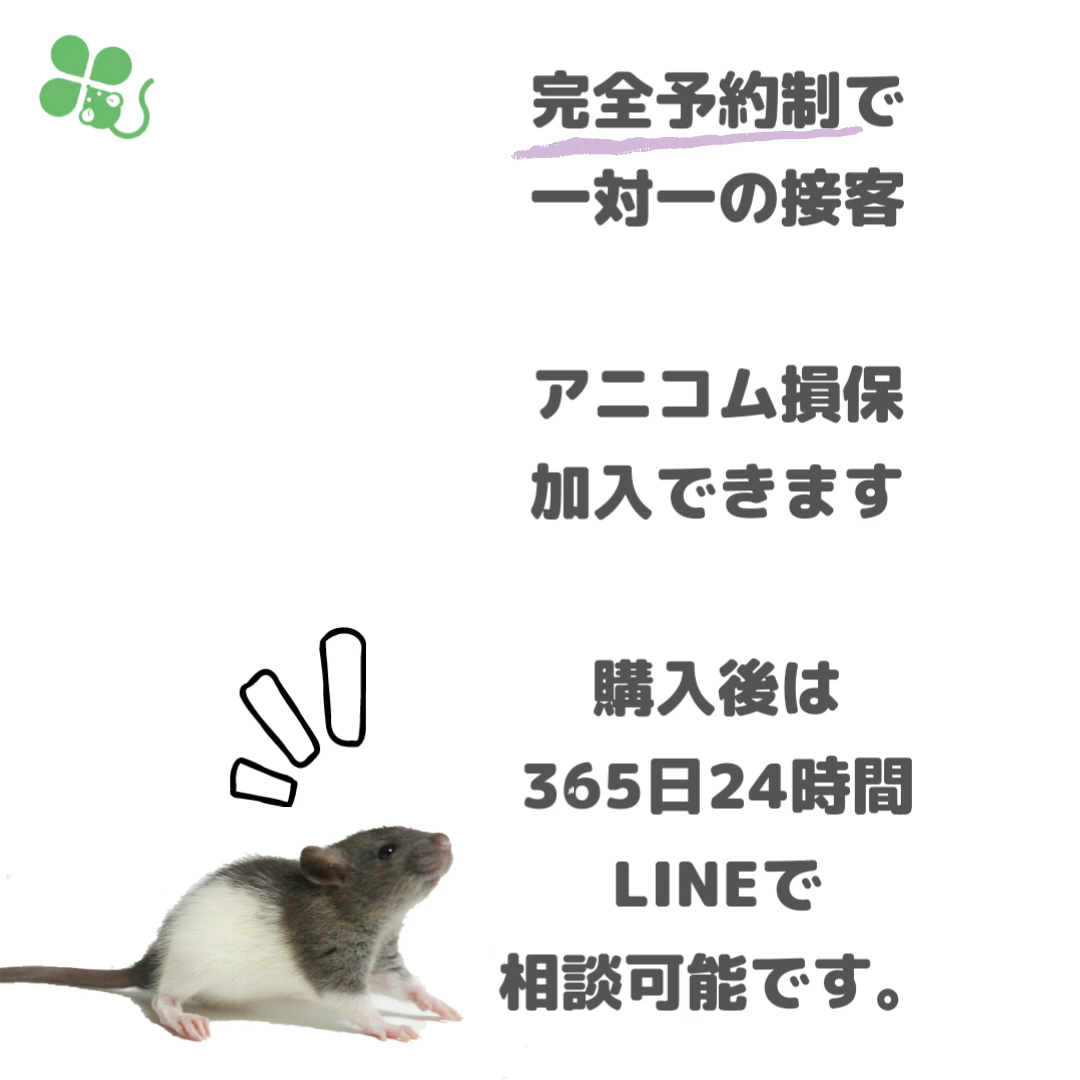 完全予約制で
一対一の接客
アニコム損保
加入できます
購入後は
365日24時間
LINEで
相談可能です。